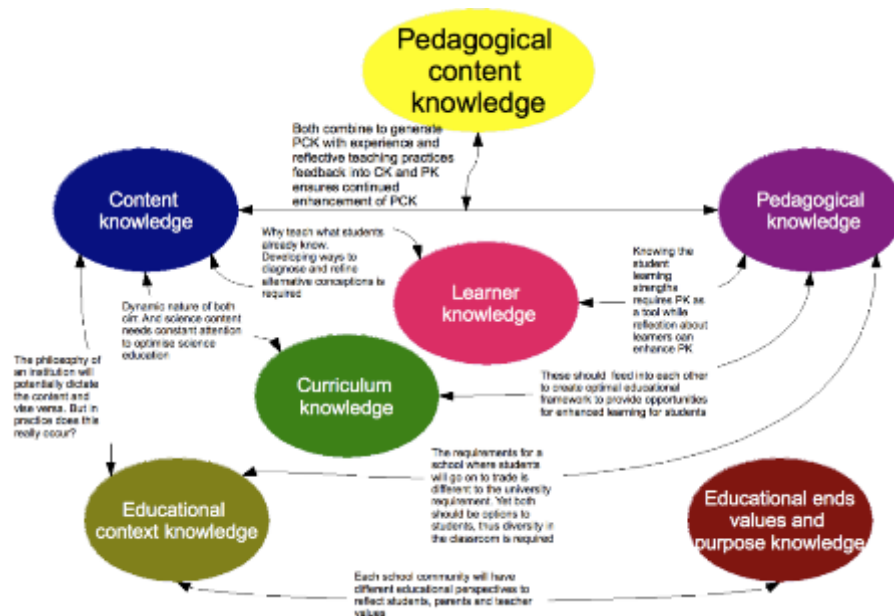 Pedagogical
content
knowledge
Both combine to generate
PCK with experience and
reflective teaching practices
feedback into CK and PK
ensures continued
enhancement of PCK
Content
knowledge
Pedagogical
knowledge
Why teach what students
already know.
Developing ways to
diagnose and refine
alternative conceptions is
required
Learner
knowledge
Knowing the
student
learning
strengths
requires PK as
a tool while
reflection about
learners can
enhance PK
Dynamic nature of both
cirr. And science content
needs constant attention
to optimise science
education
Curriculum
knowledge
The philosophy of
an institution will
potentially dictate
the content and
vise versa. But in
practice does this
really occur?
These should feed into each other
to create optimal educational
framework to provide opportunities
for enhanced learning for students
Educational
context knowledge
The requirements for a
school where students
will go on to trade is
different to the university
requirement. Yet both
should be options to
students, thus diversity in
the classroom is required
Educational ends
values and
purpose knowledge
Each school community will have
different educational perspectives to
reflect students, parents and teacher
values